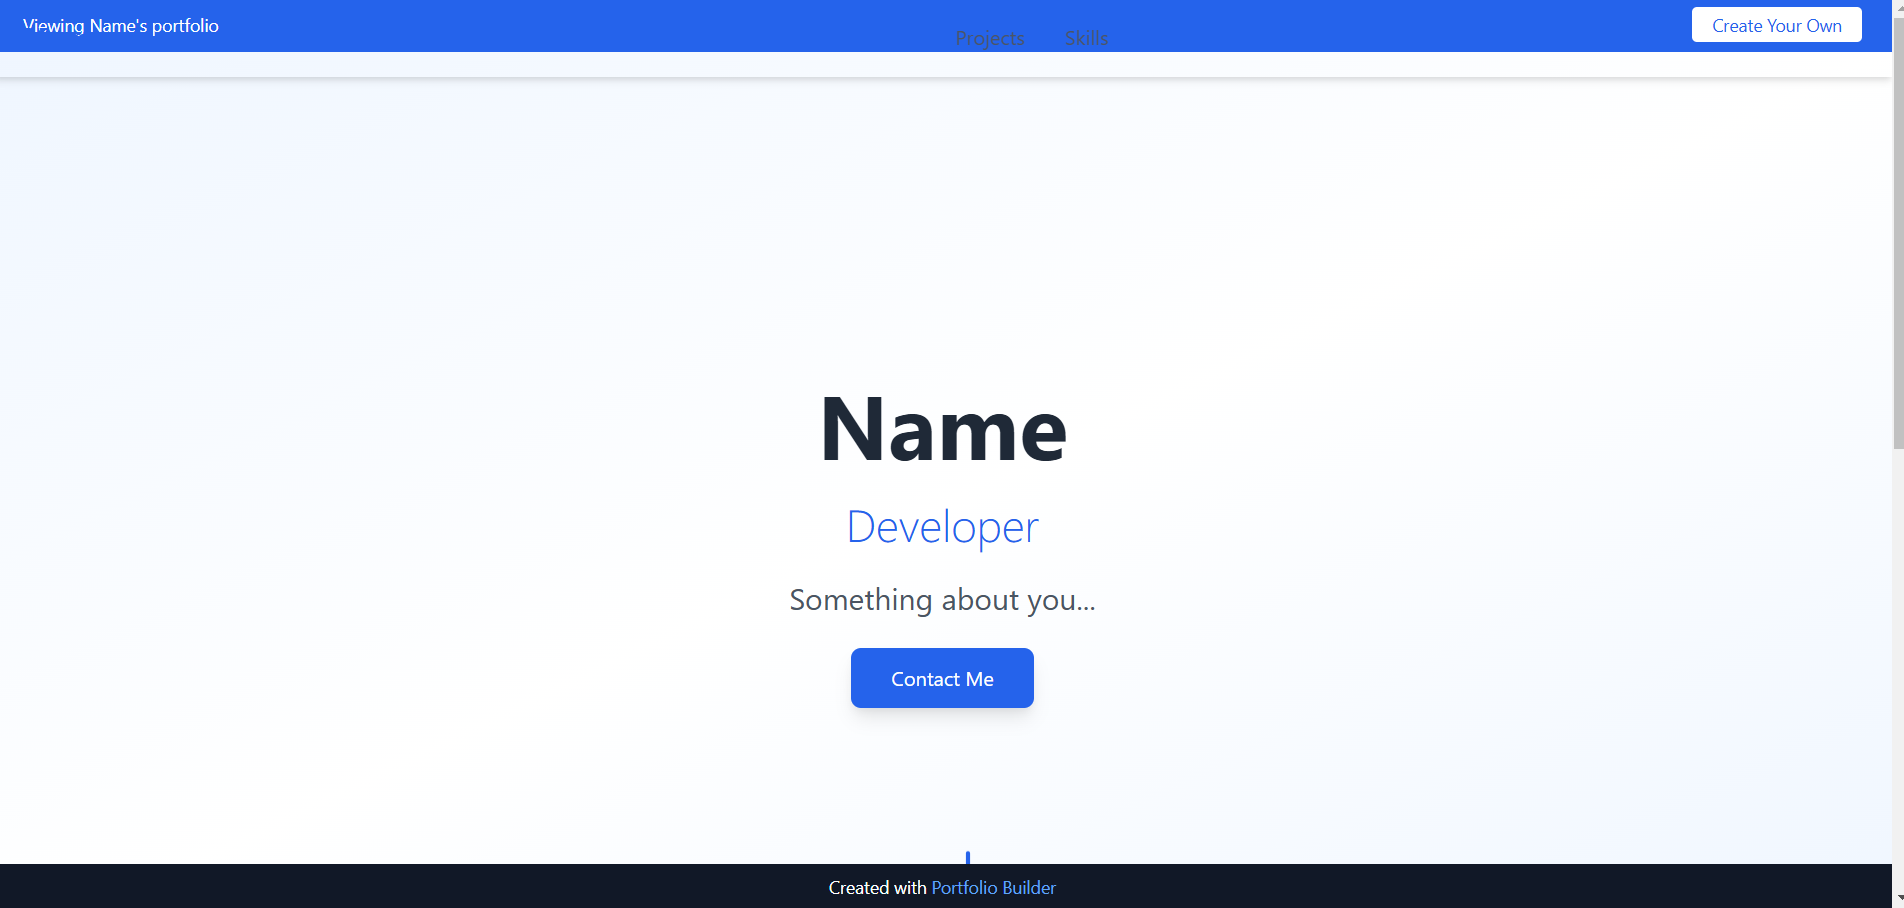 Viewing Name's portfolio
Projects Skills
Create Your Own
Name
Developer
Something about you...
Contact Me
Created with Portfolio Builder